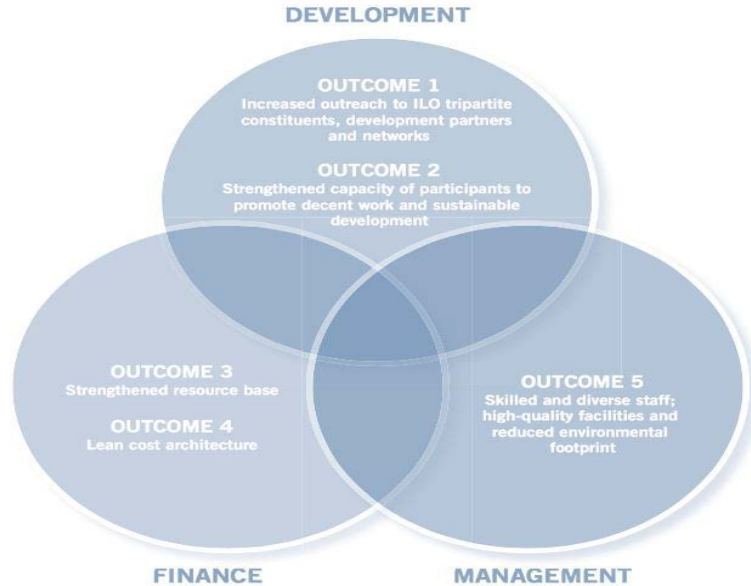 DEVELOPMENT
OUTCOME 1
Increased outreach to ILO tripartite
constituents, development partners
and networks
OUTCOME 2
Strengthened capacity of participants to
promote decent work and sustainable
development
OUTCOME 3
Strengthened resource base
OUTCOME 4
Lean cost architecture
OUTCOME 5
Skilled and diverse staff;
high-quality facilities and
reduced environmental
footprint
FINANCE
MANAGEMENT